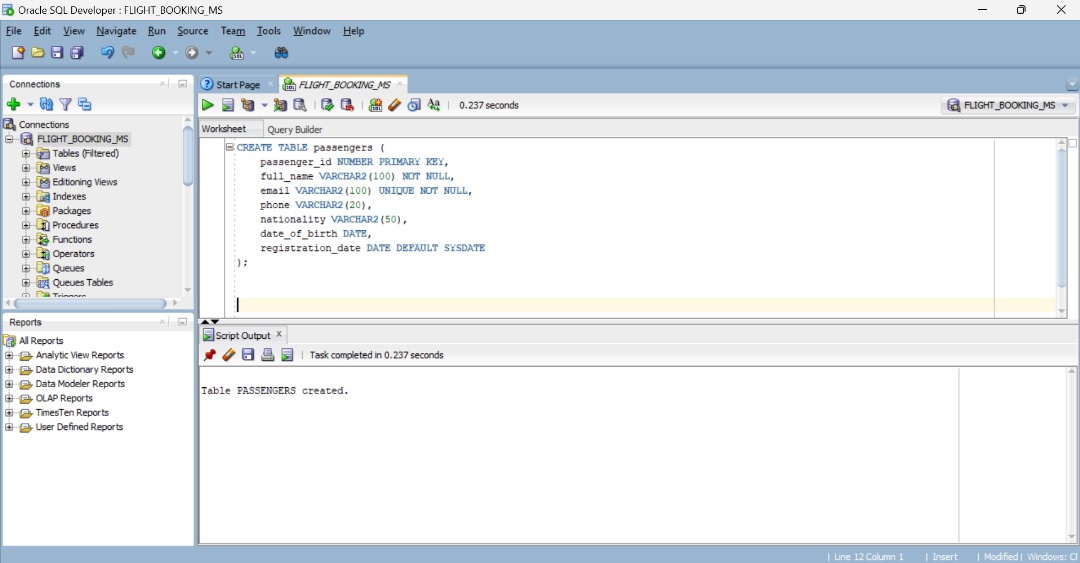 Oracle SQL Developer : FLIGHT_BOOKING_MS
File Edit View Navigate Run Source Team Tools Window Help
Connections
Connections
FLIGHT_BOOKING_MS
Tables (Filtered)
Views
Editioning Views
Indexes
Packages
Procedures
Functions
Operators
Queues
Queues Tables
Triggers
Reports
All Reports
Analytic View Reports
Data Dictionary Reports
Data Modeler Reports
OLAP Reports
TimesTen Reports
User Defined Reports
Start Page FLIGHT_BOOKING_MS
0.237 seconds FLIGHT_BOOKING_MS
Worksheet Query Builder
CREATE TABLE passengers (
passenger_id NUMBER PRIMARY KEY,
full_name VARCHAR2(100) NOT NULL,
email VARCHAR2(100) UNIQUE NOT NULL,
phone VARCHAR2(20),
nationality VARCHAR2(50),
date_of_birth DATE,
registration_date DATE DEFAULT SYSDATE
);
Script Output x
Task completed in 0.237 seconds
Table PASSENGERS created.
| Line 12 Column 1 | Insert | Modified | Windows: Cl